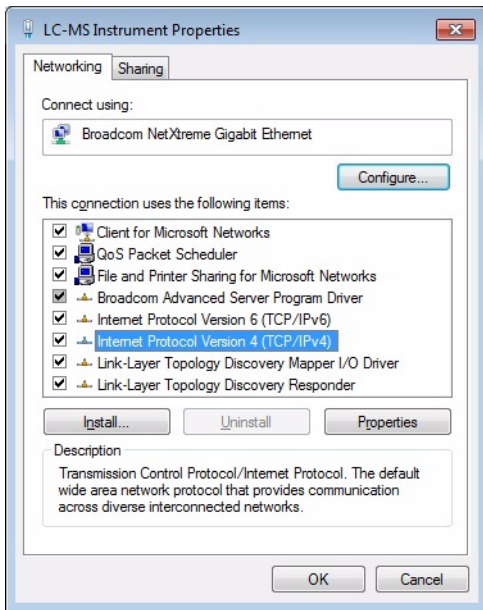 LC-MS Instrument Properties
Networking Sharing
Connect using:
Broadcom NetXtreme Gigabit Ethernet
Configure...
This connection uses the following items:
Client for Microsoft Networks
QoS Packet Scheduler
File and Printer Sharing for Microsoft Networks
Broadcom Advanced Server Program Driver
Internet Protocol Version 6 (TCP/IPv6)
Internet Protocol Version 4 (TCP/IPv4)
Link-Layer Topology Discovery Mapper I/O Driver
Link-Layer Topology Discovery Responder
Install... Uninstall Properties
Description
Transmission Control Protocol/Internet Protocol. The default
wide area network protocol that provides communication
across diverse interconnected networks.
OK Cancel